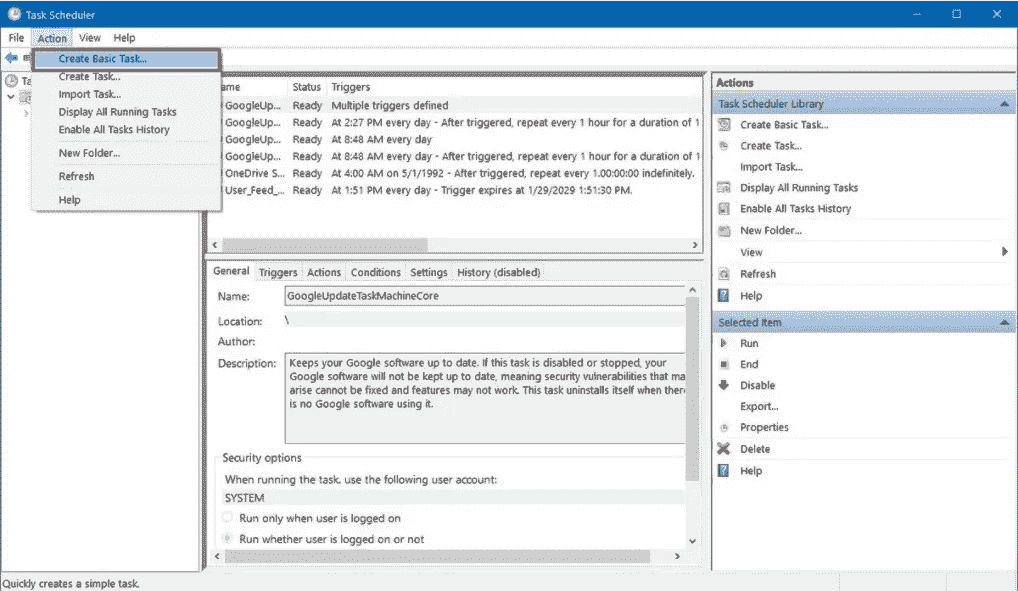 Task Scheduler
File Action View Help
Create Basic Task...
Create Task...
Import Task...
Display All Running Tasks
Enable All Tasks History
New Folder...
Refresh
Help
Ta
ame Status Triggers
GoogleUp... Ready Multiple triggers defined
GoogleUp... Ready At 2:27 PM every day - After triggered, repeat every 1 hour for a duration of 1
GoogleUp... Ready At 8:48 AM every day
GoogleUp... Ready At 8:48 AM every day - After triggered, repeat every 1 hour for a duration of 1
OneDrive S... Ready At 4:00 AM on 5/1/1992 - After triggered, repeat every 1.00:00:00 indefinitely.
User_Feed_... Ready At 1:51 PM every day - Trigger expires at 1/29/2029 1:51:30 PM.
General Triggers Actions Conditions Settings History (disabled)
Name: GoogleUpdateTaskMachineCore
Location: \
Author:
Description: Keeps your Google software up to date. If this task is disabled or stopped, your
Google software will not be kept up to date, meaning security vulnerabilities that ma
arise cannot be fixed and features may not work. This task uninstalls itself when there
is no Google software using it.
Security options
When running the task, use the following user account:
SYSTEM
Run only when user is logged on
Run whether user is logged on or not
Actions
Task Scheduler Library
Create Basic Task...
Create Task...
Import Task...
Display All Running Tasks
Enable All Tasks History
New Folder...
View
Refresh
Help
Selected Item
Run
End
Disable
Export...
Properties
Delete
Help
Quickly creates a simple task.